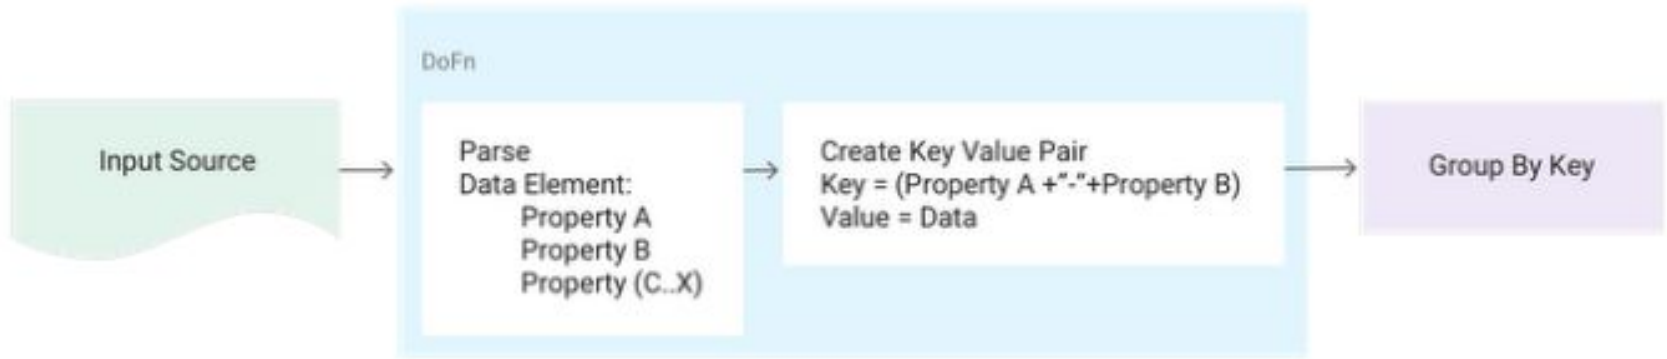 DoFn
Input Source
Parse
Data Element:
Property A
Property B
Property (C..X)
Create Key Value Pair
Key = (Property A +"-"+Property B)
Value = Data
Group By Key